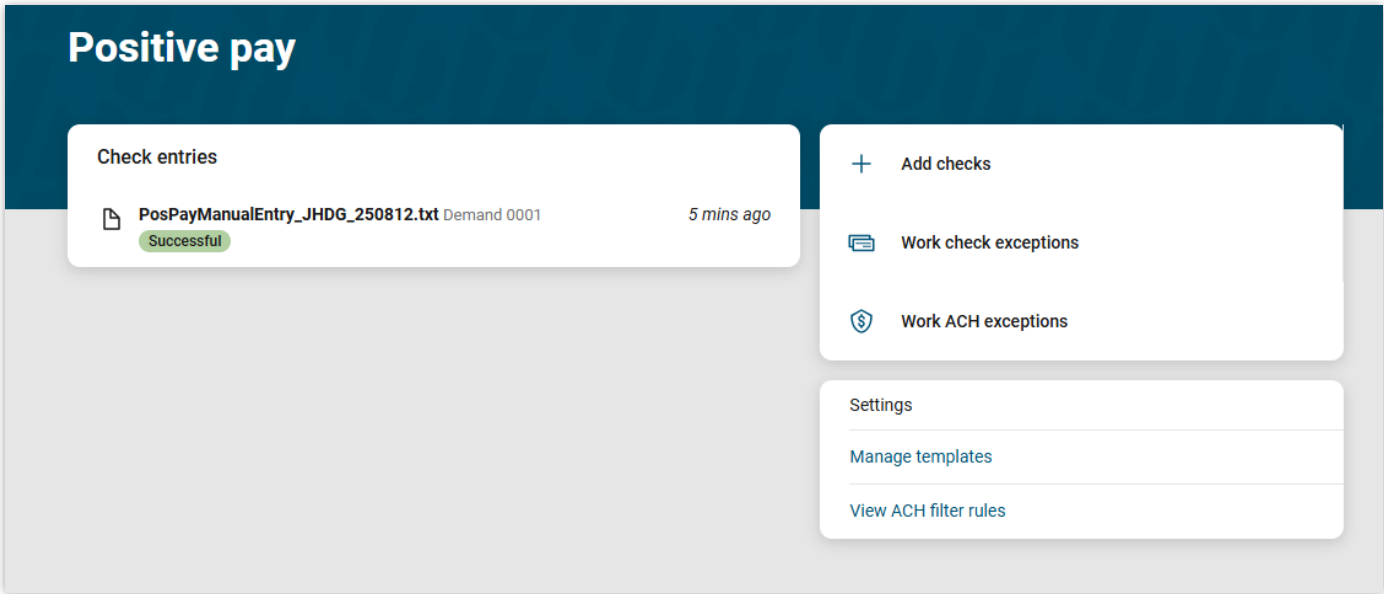 Positive pay
Check entries
PosPayManualEntry_JHDG_250812.txt Demand 0001
5 mins ago
Successful
Add checks
Work check exceptions
Work ACH exceptions
Settings
Manage templates
View ACH filter rules